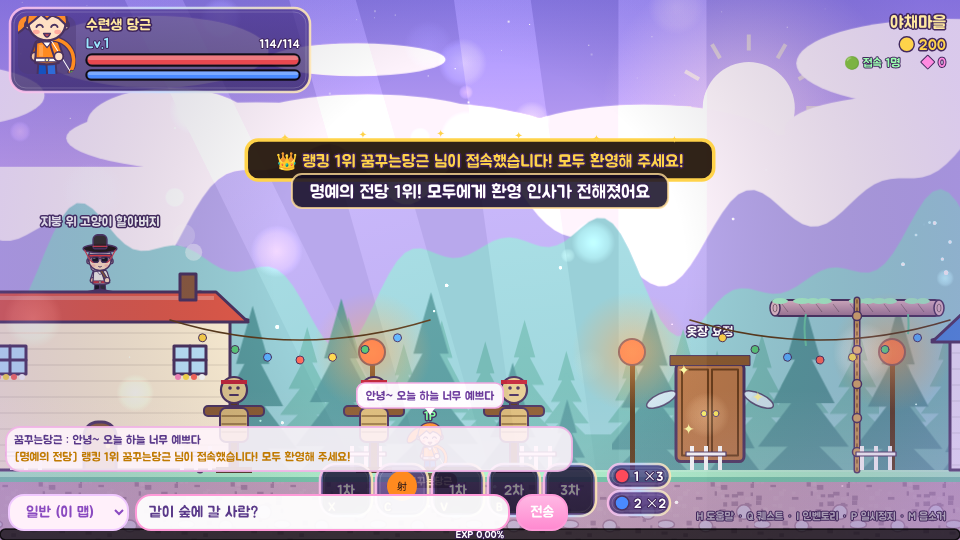 수련생 당근
Lv.1
114/114
야채마을
200
접속 1명
0
👑 랭킹 1위 꿈꾸는당근 님이 접속했습니다! 모두 환영해 주세요!
명예의 전당 1위! 모두에게 환영 인사가 전해졌어요
지붕 위 고양이 할아버지
옷장 요정
안녕~ 오늘 하늘 너무 예쁘다
꿈꾸는당근 : 안녕~ 오늘 하늘 너무 예쁘다
[명예의 전당] 랭킹 1위 꿈꾸는당근 님이 접속했습니다! 모두 환영해 주세요!
1차
射
1차
2차
3차
X
C
V
1 ×3
2 ×2
일반 (이 맵)
같이 숲에 갈 사람?
전송
H 도움말 · Q 퀘스트 · I 인벤토리 · P 일시정지 · M 음소거
EXP 0.00%